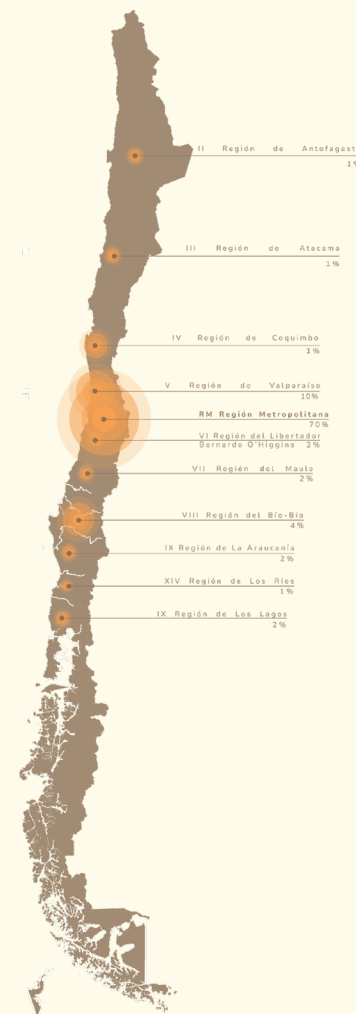 II Región de Antofagast
1%
III Región de Atacama
1%
IV Región de Coquimbo
1%
V Región de Valparaíso
10%
RM Región Metropolitana
70%
VI Región del Libertador
Bernardo O'Higgins 2%
VII Región del Maule
2%
VIII Región del Bío-Bío
4%
IX Región de La Araucanía
2%
XIV Región de Los Ríos
1%
IX Región de Los Lagos
2%